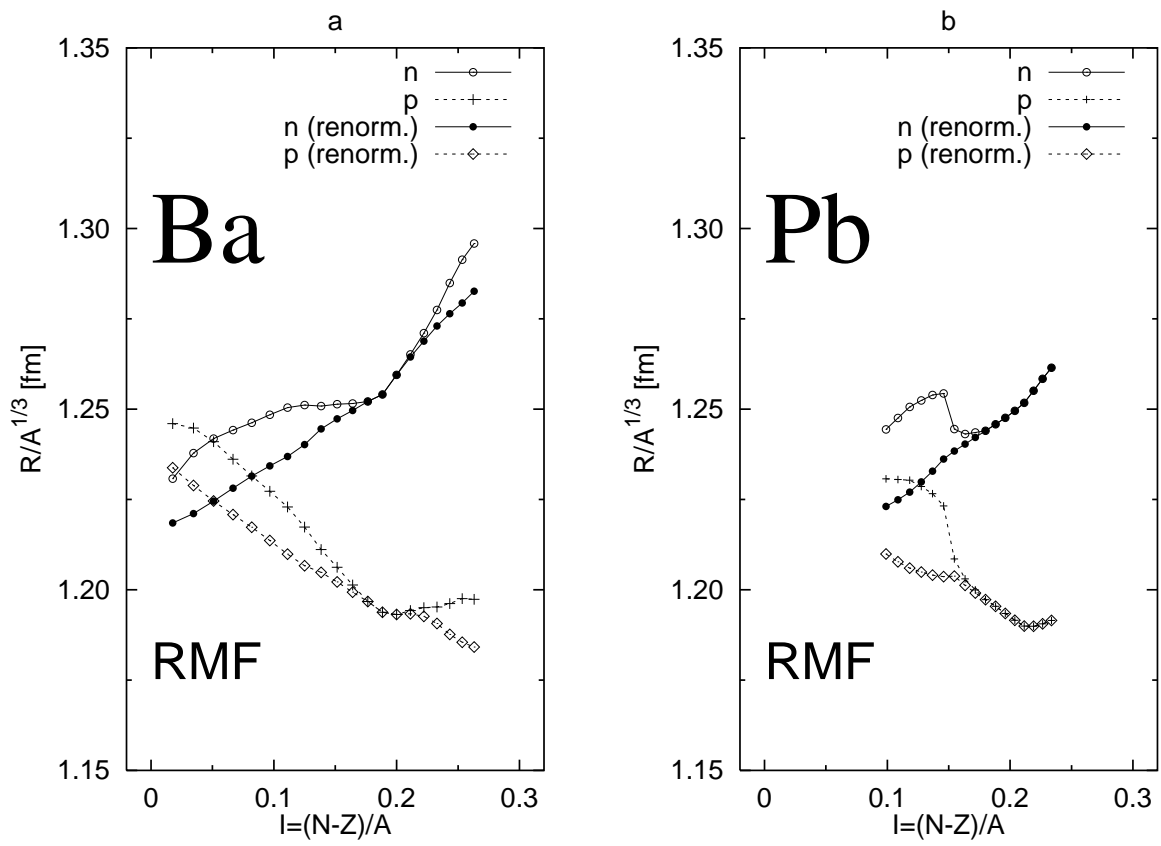 a
1.35
1.30
1.25
1.20
1.15
R/A^{1/3} [fm]
n
p
n (renorm.)
p (renorm.)
Ba
RMF
0 0.1 0.2 0.3
I=(N-Z)/A
b
1.35
1.30
1.25
1.20
1.15
R/A^{1/3} [fm]
n
p
n (renorm.)
p (renorm.)
Pb
RMF
0 0.1 0.2 0.3
I=(N-Z)/A